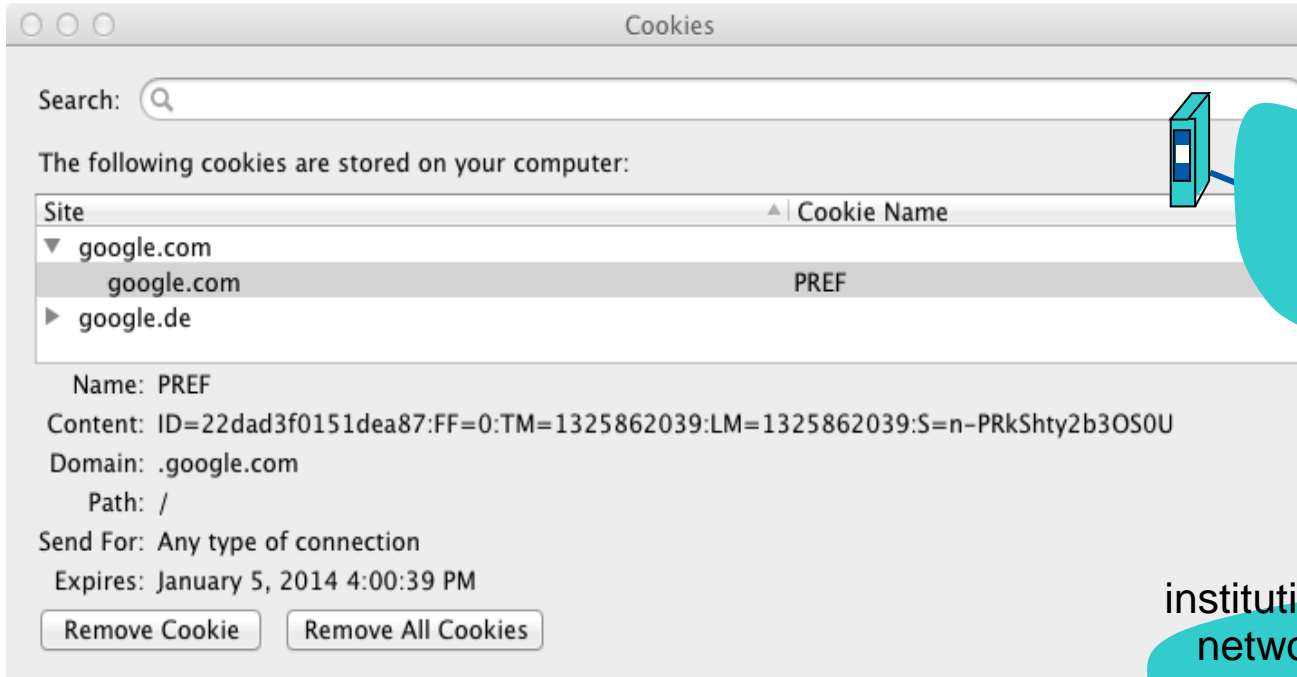 Cookies
Search:
The following cookies are stored on your computer:
Site Cookie Name
google.com
google.com PREF
google.de
Name: PREF
Content: ID=22dad3f0151dea87:FF=0:TM=1325862039:LM=1325862039:S=n-PRkShty2b3OS0U
Domain: .google.com
Path: /
Send For: Any type of connection
Expires: January 5, 2014 4:00:39 PM
Remove Cookie Remove All Cookies